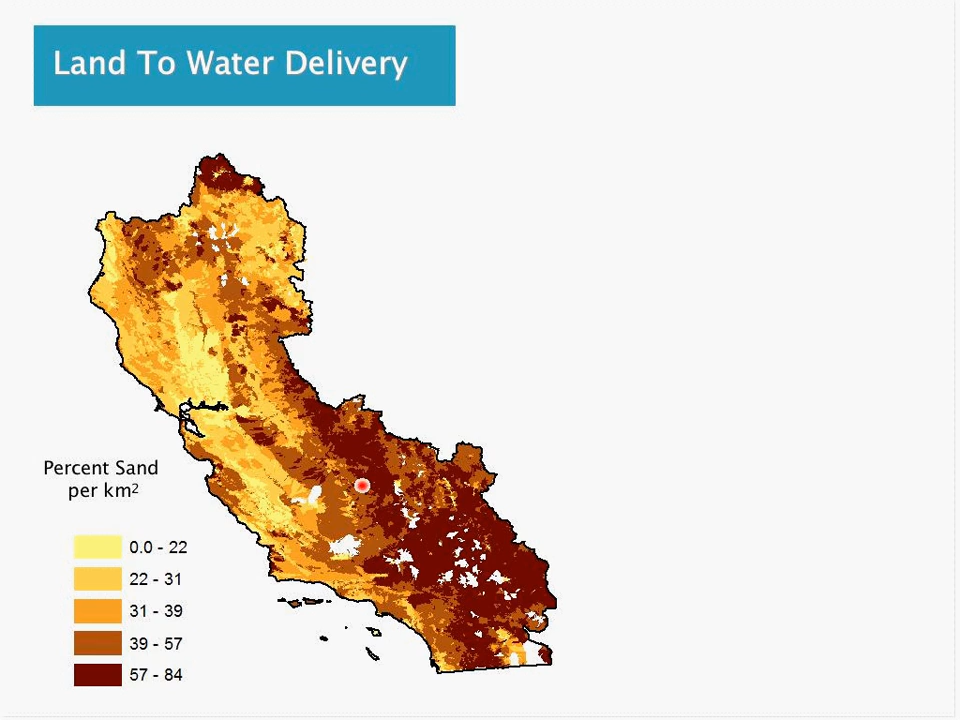 Land To Water Delivery
Percent Sand
per km2
0.0 - 22
22 - 31
31 - 39
39 - 57
57 - 84